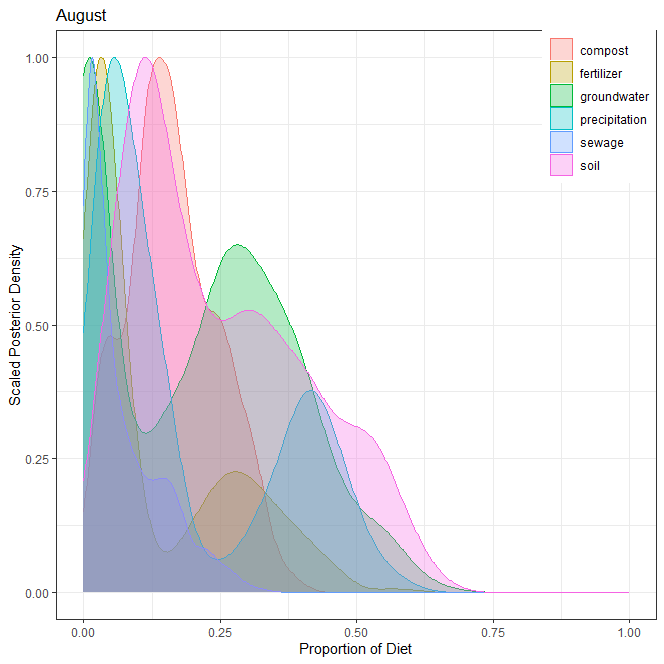 August
compost
fertilizer
groundwater
precipitation
sewage
soil
1.00
0.75
0.50
0.25
0.00
Scaled Posterior Density
0.00 0.25 0.50 0.75 1.00
Proportion of Diet